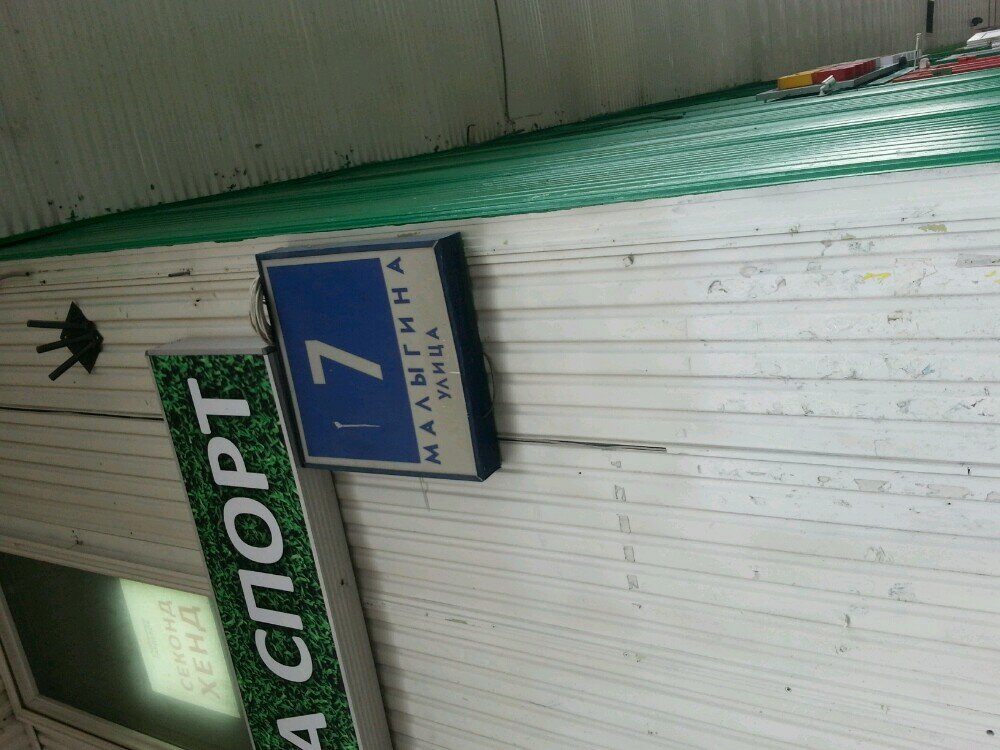 7
МАЛЫГИНА
УЛИЦА
А СПОРТ
СЕКОНД
ХЕНД